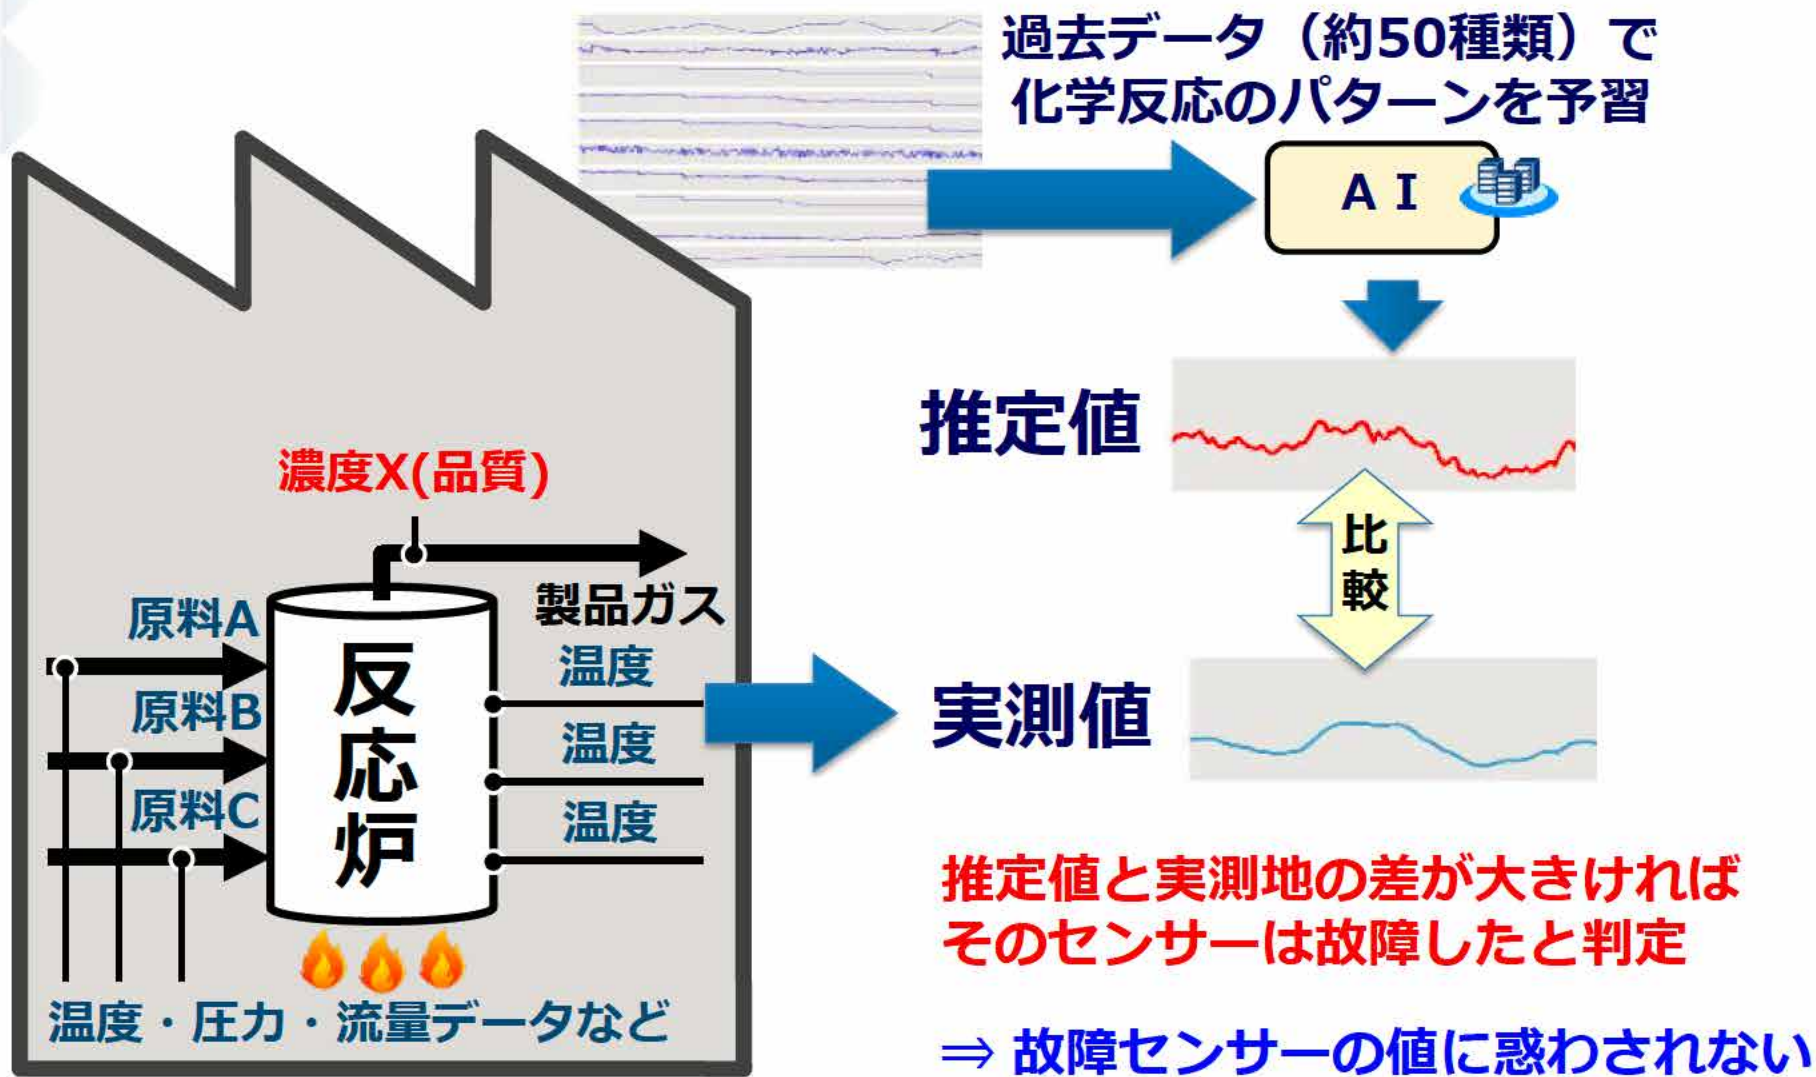 過去データ（約50種類）で
化学反応のパターンを予習
ＡＩ
推定値
比
較
実測値
濃度X(品質)
製品ガス
原料A
原料B
原料C
反
応
炉
温度
温度
温度
温度・圧力・流量データなど
推定値と実測地の差が大きければ
そのセンサーは故障したと判定
⇒ 故障センサーの値に惑わされない